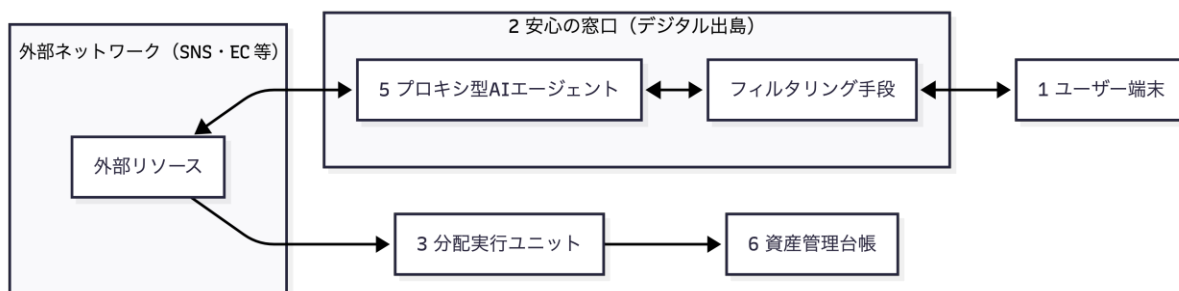 2 安心の窓口（デジタル出島）
外部ネットワーク（SNS・EC 等）
5 プロキシ型AIエージェント
フィルタリング手段
1 ユーザー端末
外部リソース
3 分配実行ユニット
6 資産管理台帳